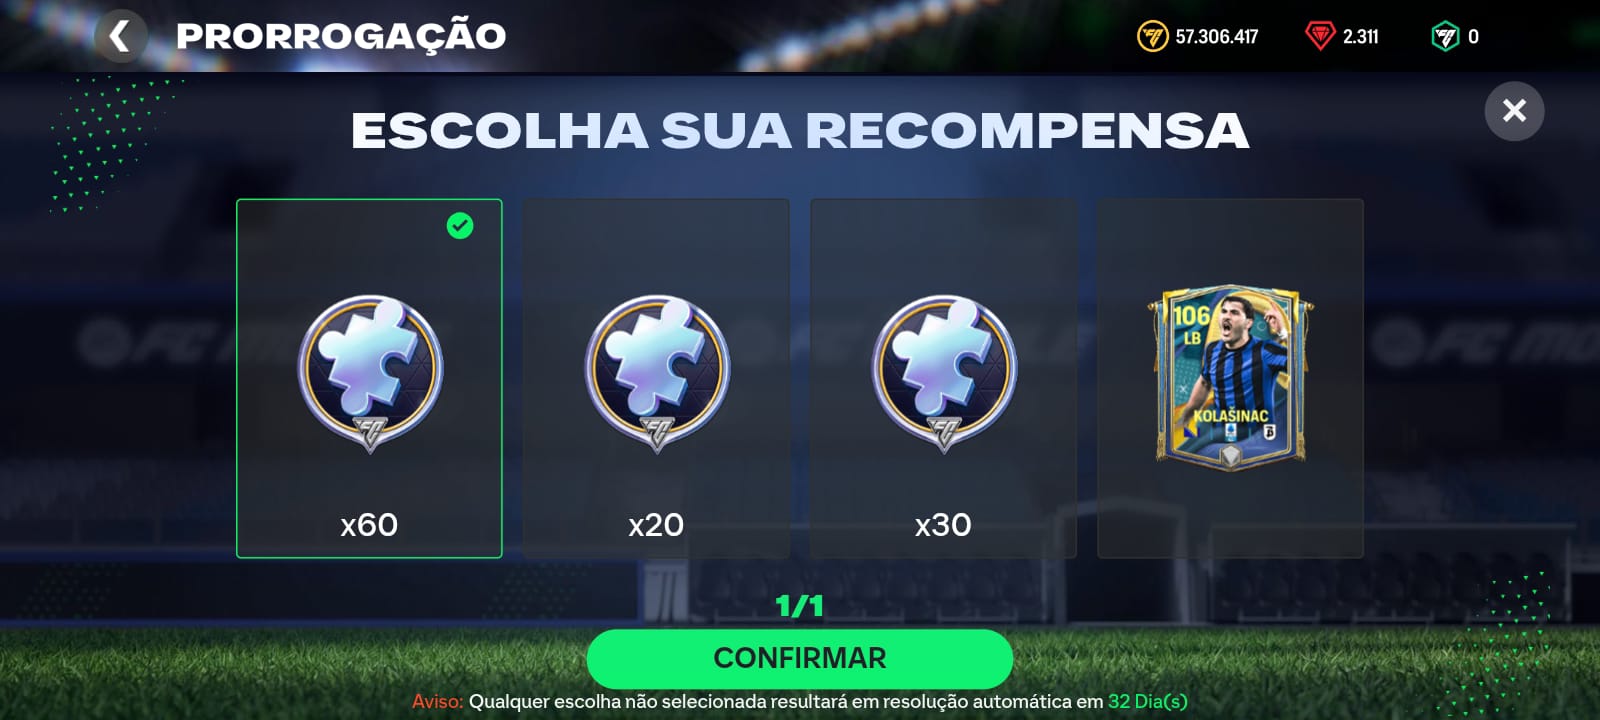 PRORROGAÇÃO
57.306.417
2.311
0
ESCOLHA SUA RECOMPENSA
x60
x20
x30
106
LB
KOLAŠINAC
1/1
CONFIRMAR
Aviso: Qualquer escolha não selecionada resultará em resolução automática em 32 Dia(s)